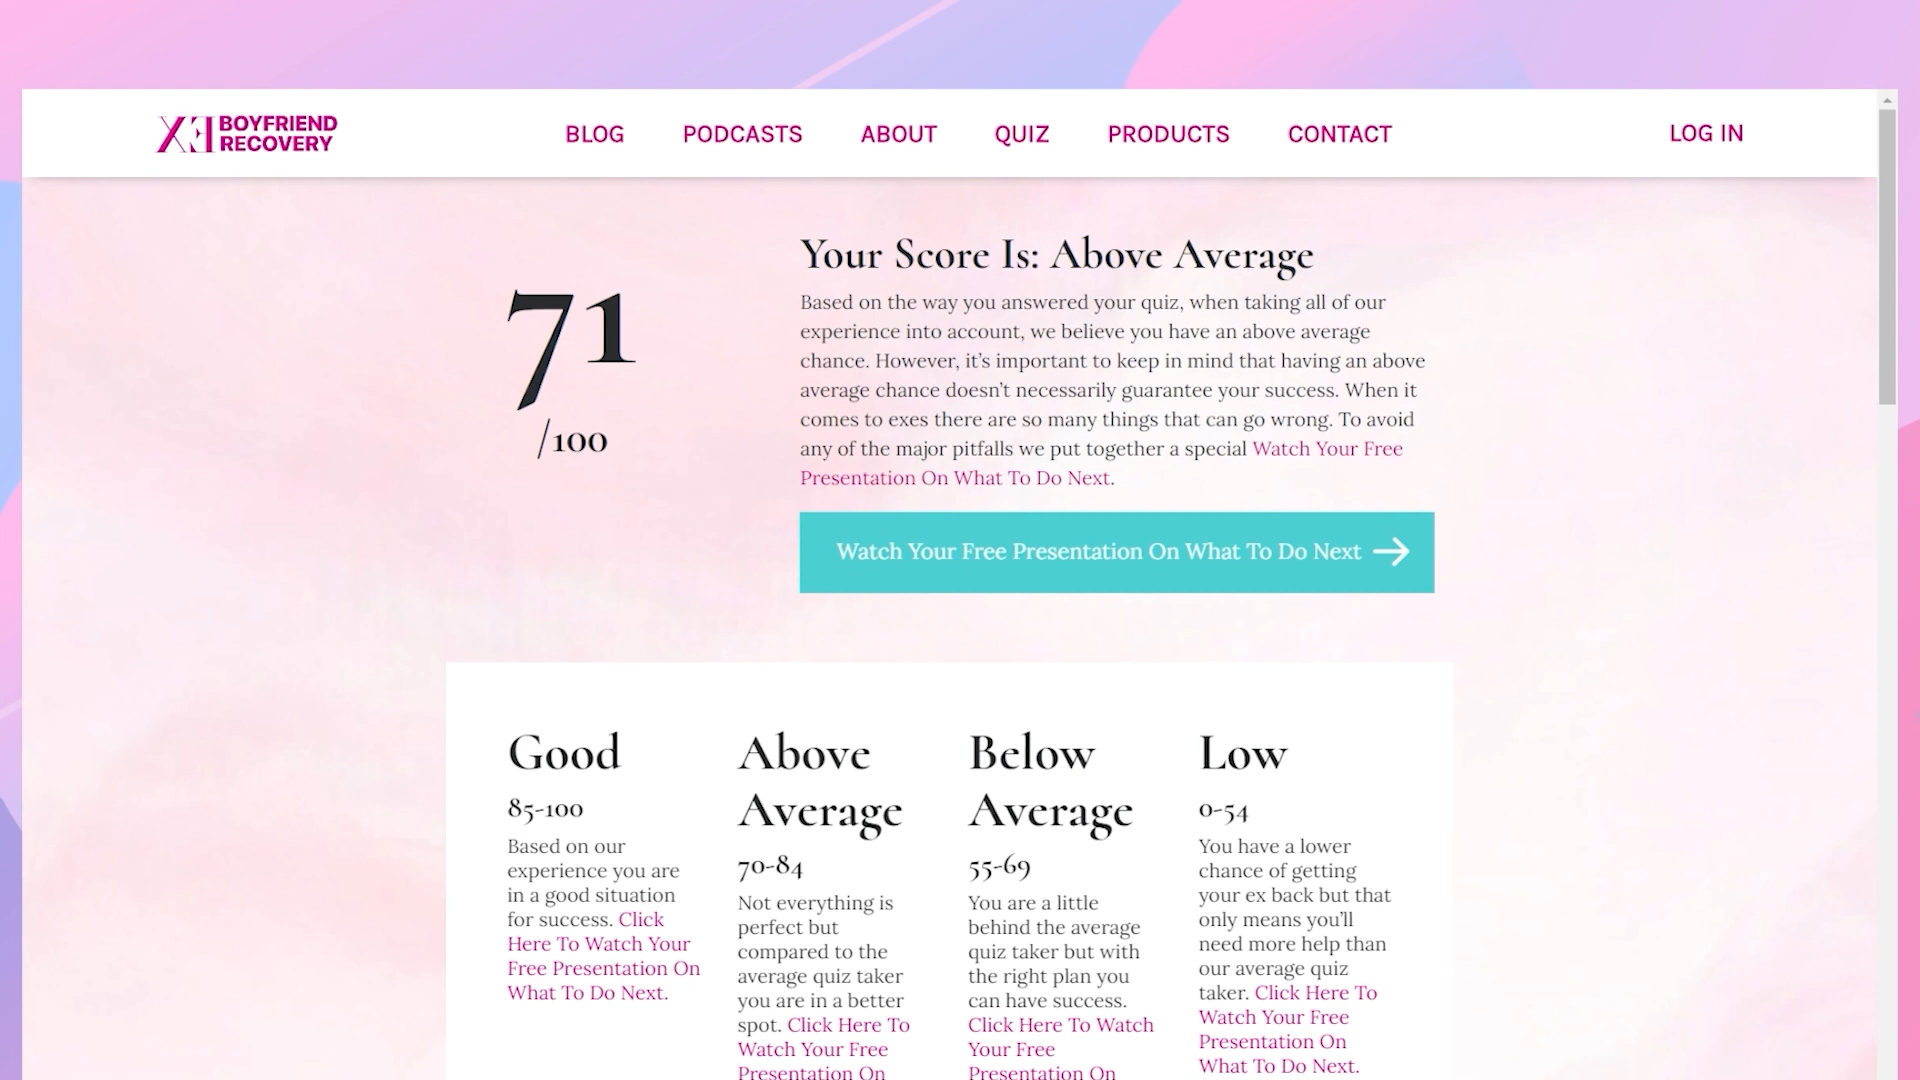 EX BOYFRIEND
RECOVERY
BLOG PODCASTS ABOUT QUIZ PRODUCTS CONTACT LOG IN
71
/100
Your Score Is: Above Average
Based on the way you answered your quiz, when taking all of our
experience into account, we believe you have an above average
chance. However, it's important to keep in mind that having an above
average chance doesn't necessarily guarantee your success. When it
comes to exes there are so many things that can go wrong. To avoid
any of the major pitfalls we put together a special Watch Your Free
Presentation On What To Do Next.
Watch Your Free Presentation On What To Do Next
Good
85-100
Based on our
experience you are
in a good situation
for success. Click
Here To Watch Your
Free Presentation On
What To Do Next.
Above
Average
70-84
Not everything is
perfect but
compared to the
average quiz taker
you are in a better
spot. Click Here To
Watch Your Free
Presentation On
Below
Average
55-69
You are a little
behind the average
quiz taker but with
the right plan you
can have success.
Click Here To Watch
Your Free
Presentation On
Low
0-54
You have a lower
chance of getting
your ex back but that
only means you'll
need more help than
our average quiz
taker. Click Here To
Watch Your Free
Presentation On
What To Do Next.